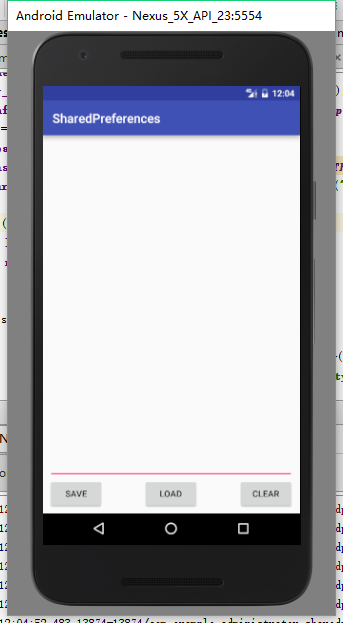 Android Emulator - Nexus_5X_API_23:5554
12:04
SharedPreferences
SAVE LOAD CLEAR